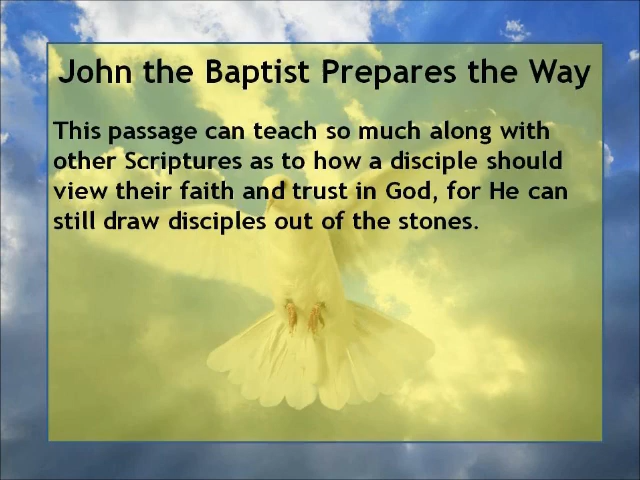 John the Baptist Prepares the Way
This passage can teach so much along with
other Scriptures as to how a disciple should
view their faith and trust in God, for He can
still draw disciples out of the stones.